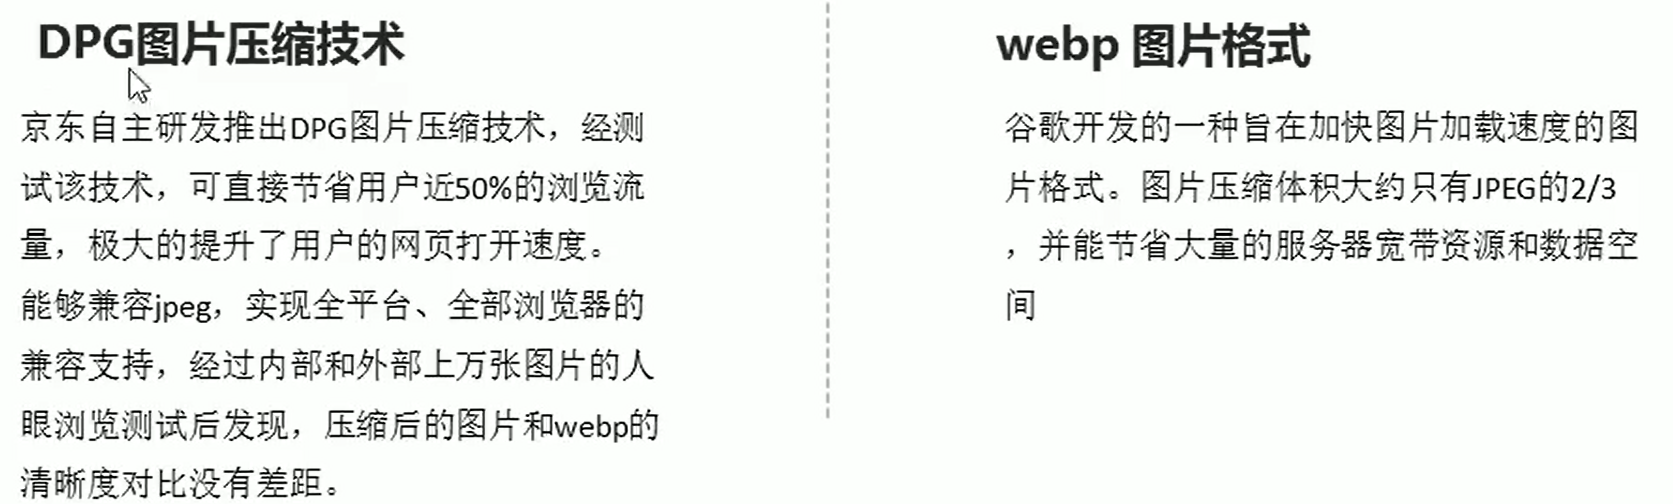 DPG图片压缩技术
京东自主研发推出DPG图片压缩技术，经测
试该技术，可直接节省用户近50%的浏览流
量，极大的提升了用户的网页打开速度。
能够兼容jpeg，实现全平台、全部浏览器的
兼容支持，经过内部和外部上万张图片的人
眼浏览测试后发现，压缩后的图片和webp的
清晰度对比没有差距。
webp 图片格式
谷歌开发的一种旨在加快图片加载速度的图
片格式。图片压缩体积大约只有JPEG的2/3
，并能节省大量的服务器宽带资源和数据空
间